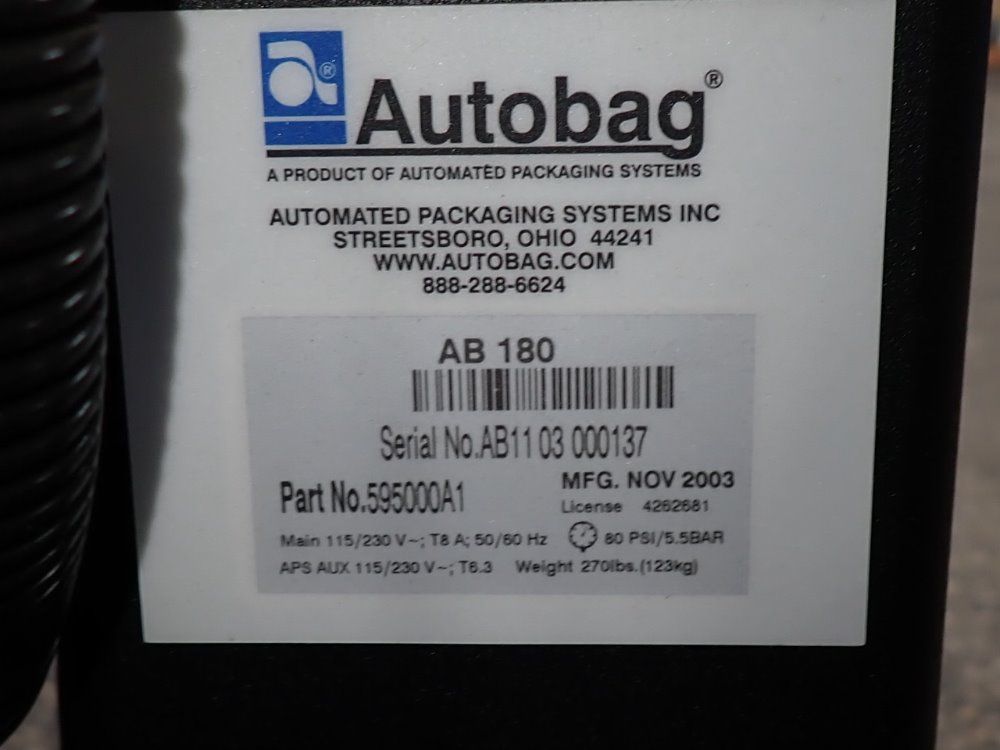 a®
Autobag®
A PRODUCT OF AUTOMATED PACKAGING SYSTEMS
AUTOMATED PACKAGING SYSTEMS INC
STREETSBORO, OHIO 44241
WWW.AUTOBAG.COM
888-288-6624
AB 180
Serial No.AB11 03 000137
Part No.595000A1
MFG. NOV 2003
License 4262681
Main 115/230 V~; T8 A; 50/60 Hz
80 PSI/5.5BAR
APS AUX 115/230 V~; T6.3
Weight 270lbs.(123kg)